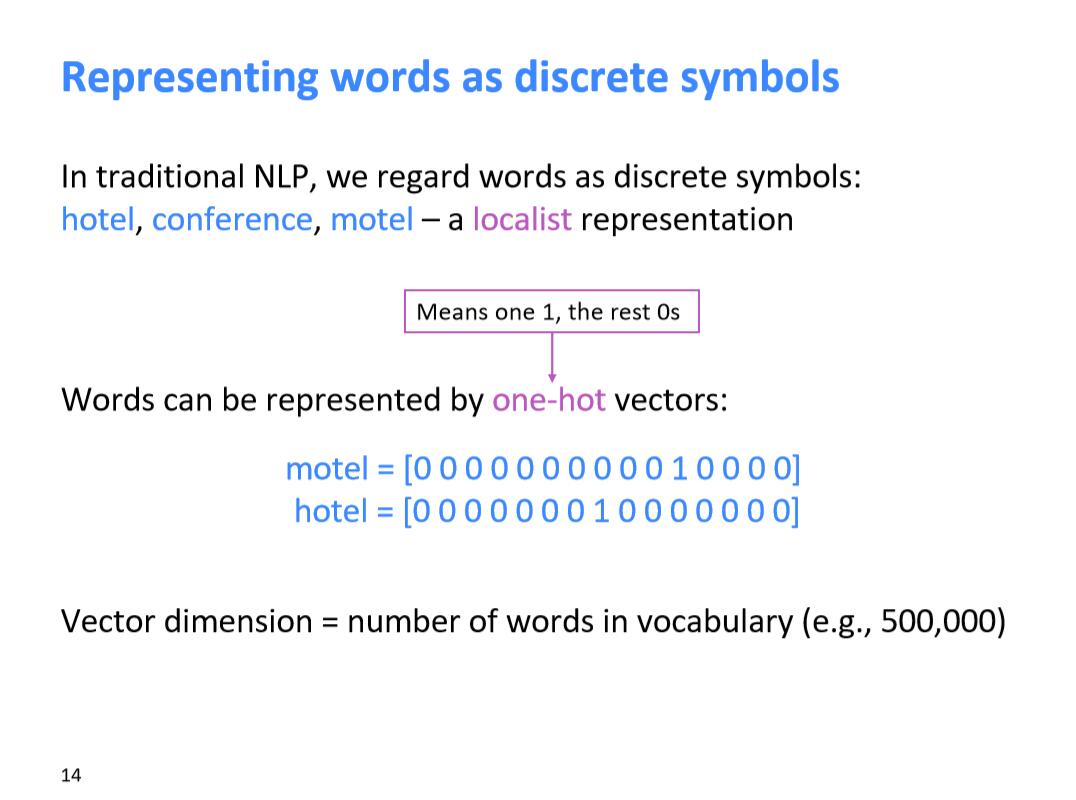 Representing words as discrete symbols
In traditional NLP, we regard words as discrete symbols:
hotel, conference, motel – a localist representation
Means one 1, the rest 0s
Words can be represented by one-hot vectors:
motel = [0 0 0 0 0 0 0 0 0 0 1 0 0 0 0]
hotel = [0 0 0 0 0 0 0 1 0 0 0 0 0 0 0]
Vector dimension = number of words in vocabulary (e.g., 500,000)
14